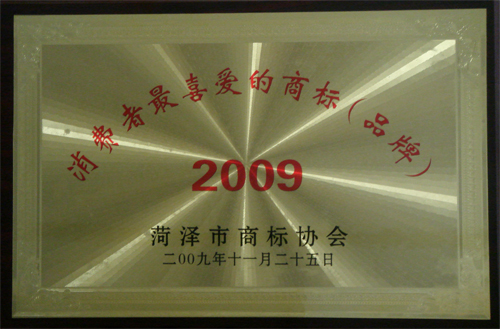 消费者最喜爱的商标(品牌)
2009
菏泽市商标协会
二00九年十一月二十五日